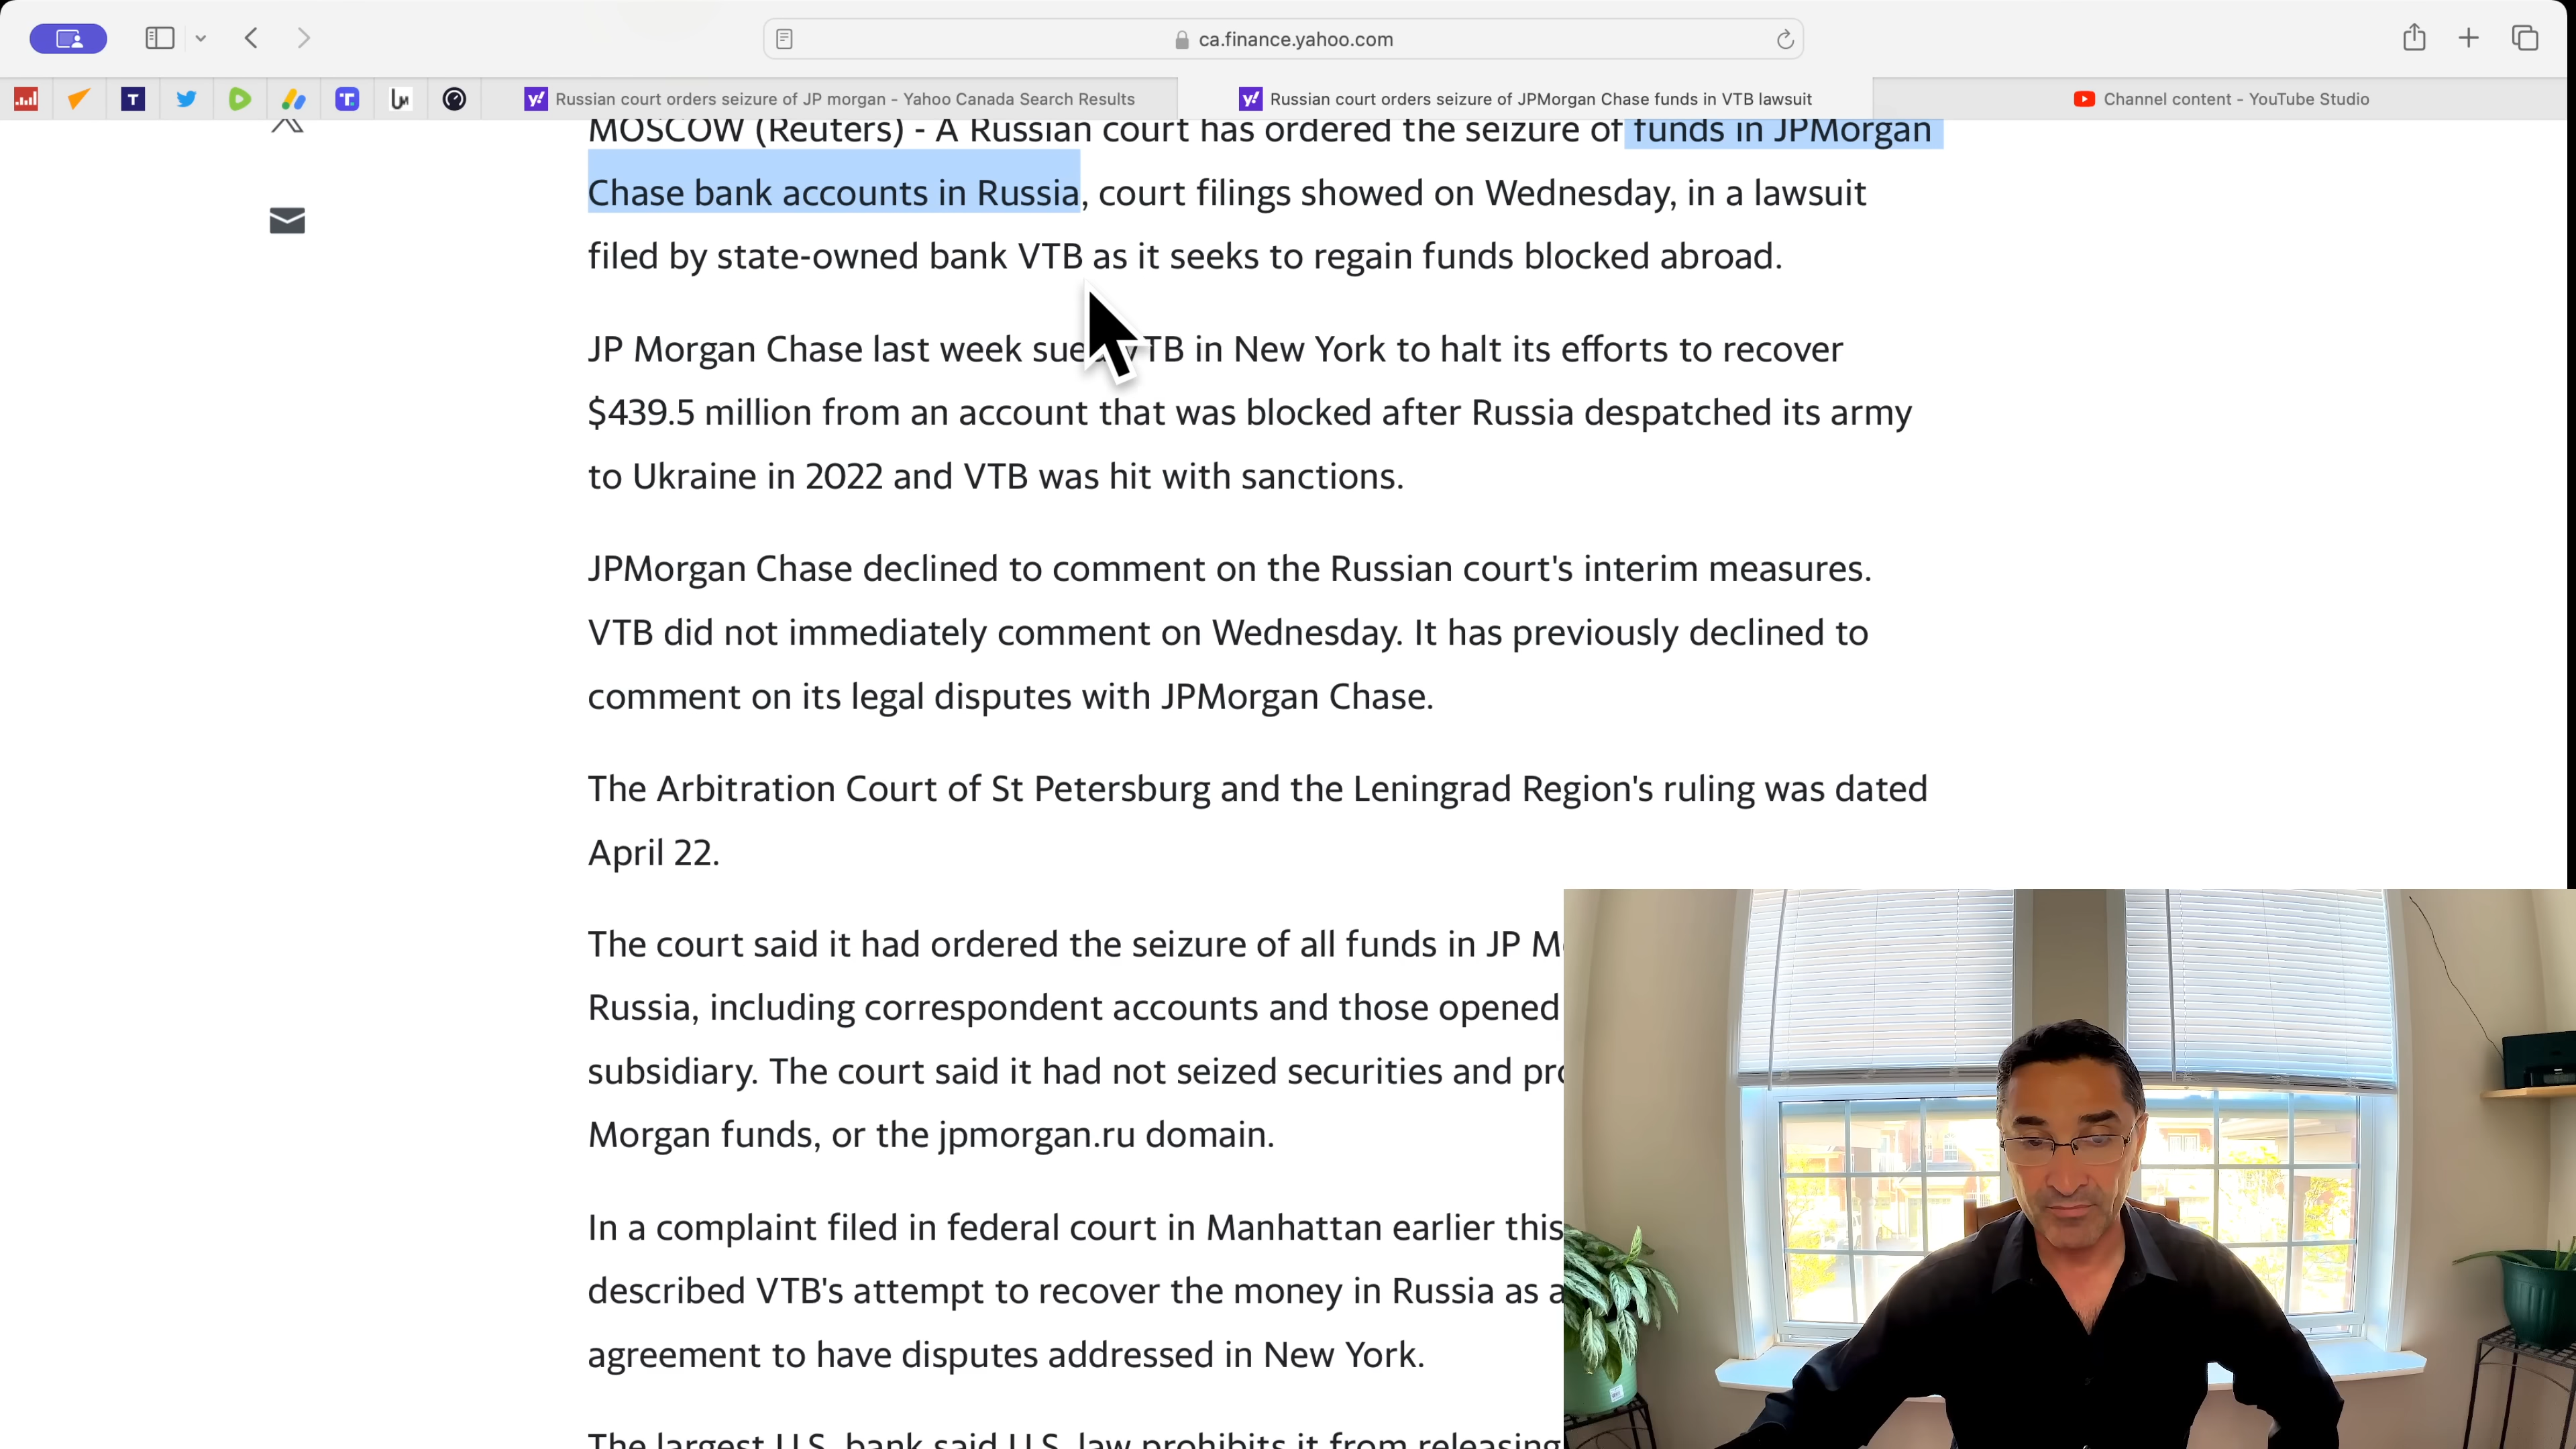 ca.finance.yahoo.com
Russian court orders seizure of JP morgan - Yahoo Canada Search Results
Russian court orders seizure of JPMorgan Chase funds in VTB lawsuit
Channel content - YouTube Studio
MOSCOW (Reuters) - A Russian court has ordered the seizure of funds in JPMorgan
Chase bank accounts in Russia, court filings showed on Wednesday, in a lawsuit
filed by state-owned bank VTB as it seeks to regain funds blocked abroad.
JP Morgan Chase last week sue VTB in New York to halt its efforts to recover
$439.5 million from an account that was blocked after Russia despatched its army
to Ukraine in 2022 and VTB was hit with sanctions.
JPMorgan Chase declined to comment on the Russian court's interim measures.
VTB did not immediately comment on Wednesday. It has previously declined to
comment on its legal disputes with JPMorgan Chase.
The Arbitration Court of St Petersburg and the Leningrad Region's ruling was dated
April 22.
The court said it had ordered the seizure of all funds in JP M
Russia, including correspondent accounts and those opened
subsidiary. The court said it had not seized securities and pro
Morgan funds, or the jpmorgan.ru domain.
In a complaint filed in federal court in Manhattan earlier this
described VTB's attempt to recover the money in Russia as a
agreement to have disputes addressed in New York.
The largest U.S. bank said U.S. law prohibits it from releasing